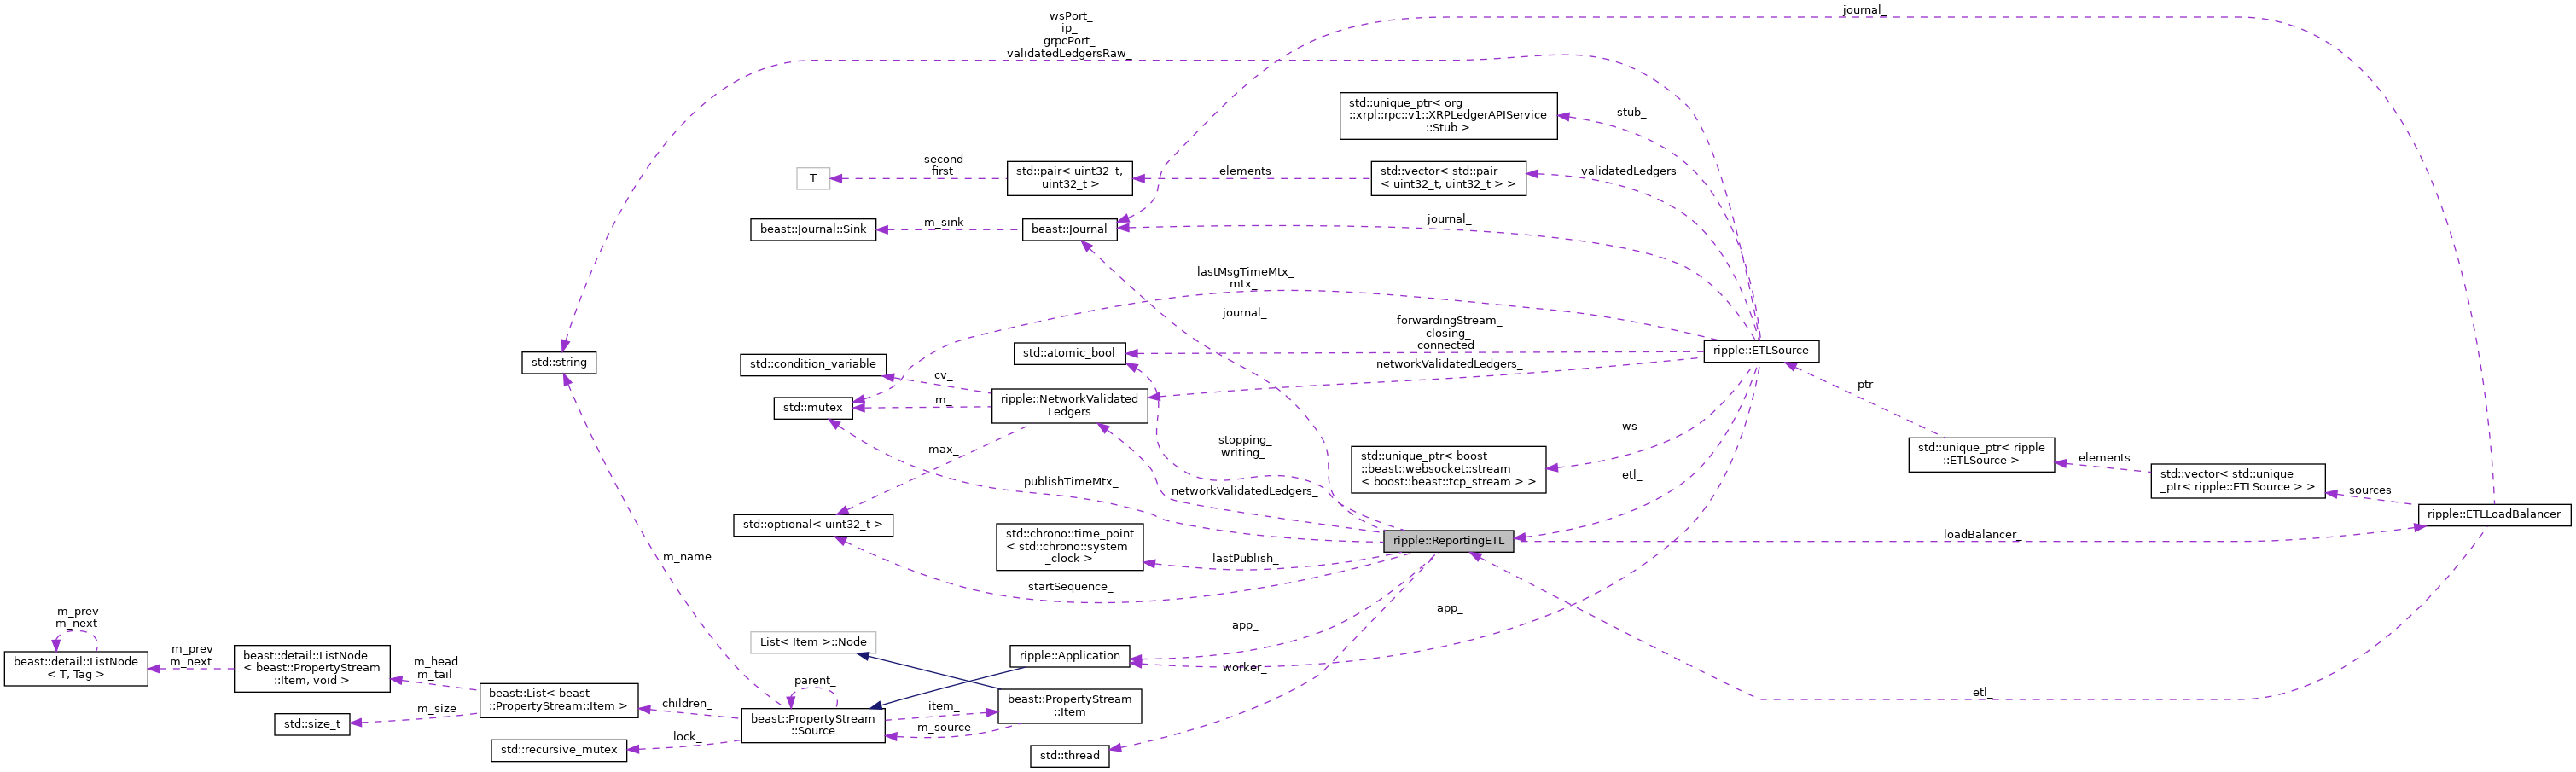 journal_
wsPort_
ip_
grpcPort_
validatedLedgersRaw_
std::unique_ptr< org
::xrpl::rpc::v1::XRPLedgerAPIService
::Stub >
stub_
second
first
T
std::pair< uint32_t,
uint32_t >
elements
std::vector< std::pair
< uint32_t, uint32_t > >
validatedLedgers_
beast::Journal::Sink
m_sink
beast::Journal
journal_
lastMsgTimeMtx_
mtx_
journal_
forwardingStream_
closing_
connected_
std::string
std::condition_variable
cv_
std::atomic_bool
networkValidatedLedgers_
ripple::ETLSource
ptr
std::mutex
m_
ripple::NetworkValidated
Ledgers
max_
stopping_
writing_
ws_
std::unique_ptr< boost
::beast::websocket::stream
< boost::beast::tcp_stream > >
etl_
std::unique_ptr< ripple
::ETLSource >
elements
std::vector< std::unique
_ptr< ripple::ETLSource > >
sources_
ripple::ETLLoadBalancer
publishTimeMtx_
networkValidatedLedgers_
std::optional< uint32_t >
std::chrono::time_point
< std::chrono::system
_clock >
lastPublish_
ripple::ReportingETL
loadBalancer_
m_name
startSequence_
app_
app_
m_prev
m_next
beast::detail::ListNode
< T, Tag >
m_prev
m_next
beast::detail::ListNode
< beast::PropertyStream
::Item, void >
m_head
m_tail
m_size
std::size_t
beast::List< beast
::PropertyStream::Item >
children_
lock_
std::recursive_mutex
List< Item >::Node
ripple::Application
worker_
parent_
beast::PropertyStream
::Source
item_
m_source
beast::PropertyStream
::Item
std::thread
etl_